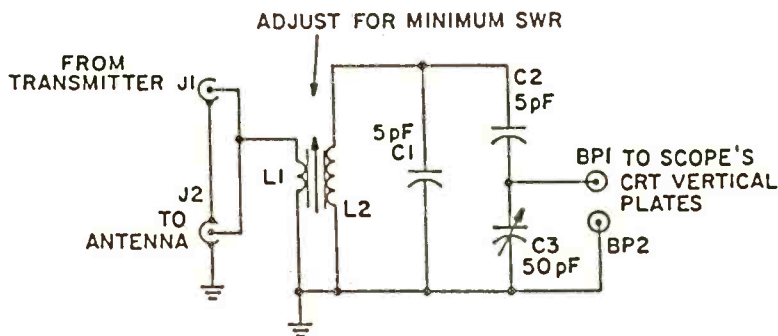 ADJUST FOR MINIMUM SWR
FROM
TRANSMITTER J1
J2
TO
ANTENNA
L1
L2
5pF
C1
C2
5pF
C3
50pF
BP1 TO SCOPE'S
CRT VERTICAL
PLATES
BP2